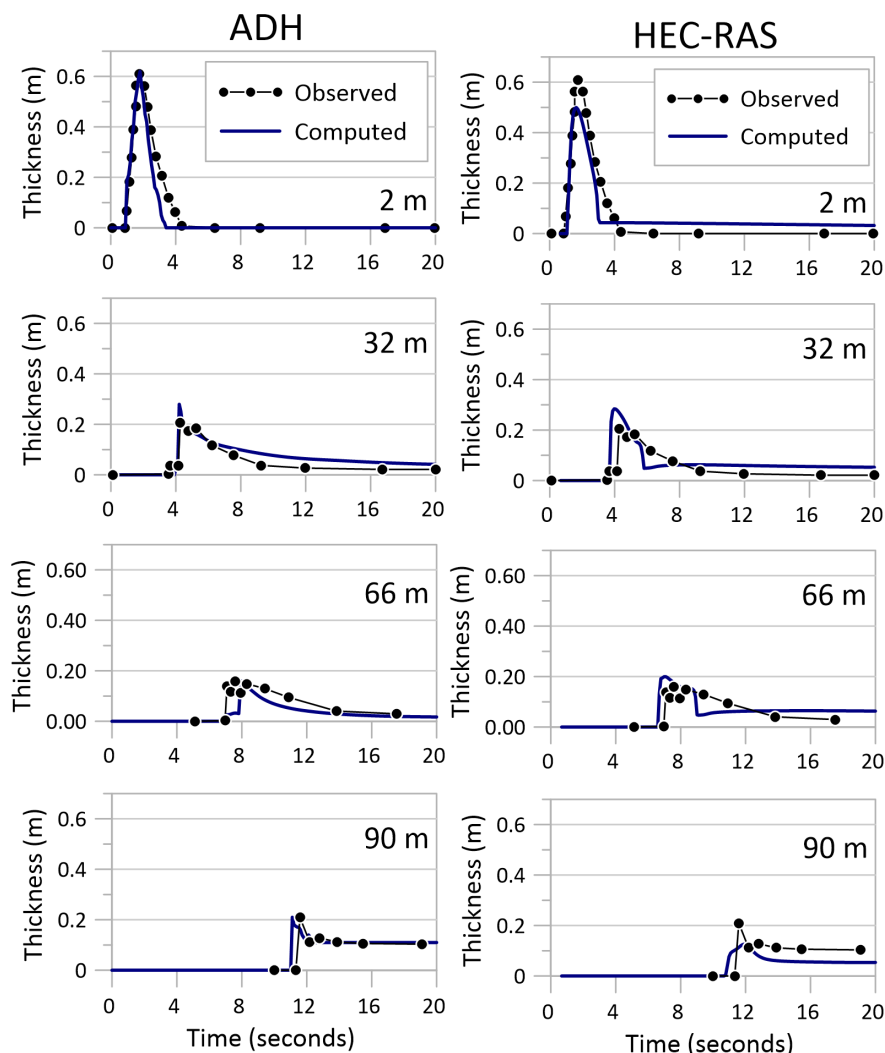 ADH
Thickness (m)
0.6
0.4
0.2
0
Observed
Computed
2 m
0 4 8 12 16 20
Thickness (m)
0.6
0.4
0.2
0
32 m
0 4 8 12 16 20
Thickness (m)
0.60
0.40
0.20
0.00
66 m
0 4 8 12 16 20
Thickness (m)
0.6
0.4
0.2
0
90 m
0 4 8 12 16 20
Time (seconds)
HEC-RAS
Thickness (m)
0.6
0.4
0.2
0
Observed
Computed
2 m
0 4 8 12 16 20
Thickness (m)
0.6
0.4
0.2
0
32 m
0 4 8 12 16 20
Thickness (m)
0.60
0.40
0.20
0.00
66 m
0 4 8 12 16 20
Thickness (m)
0.6
0.4
0.2
0
90 m
0 4 8 12 16 20
Time (seconds)